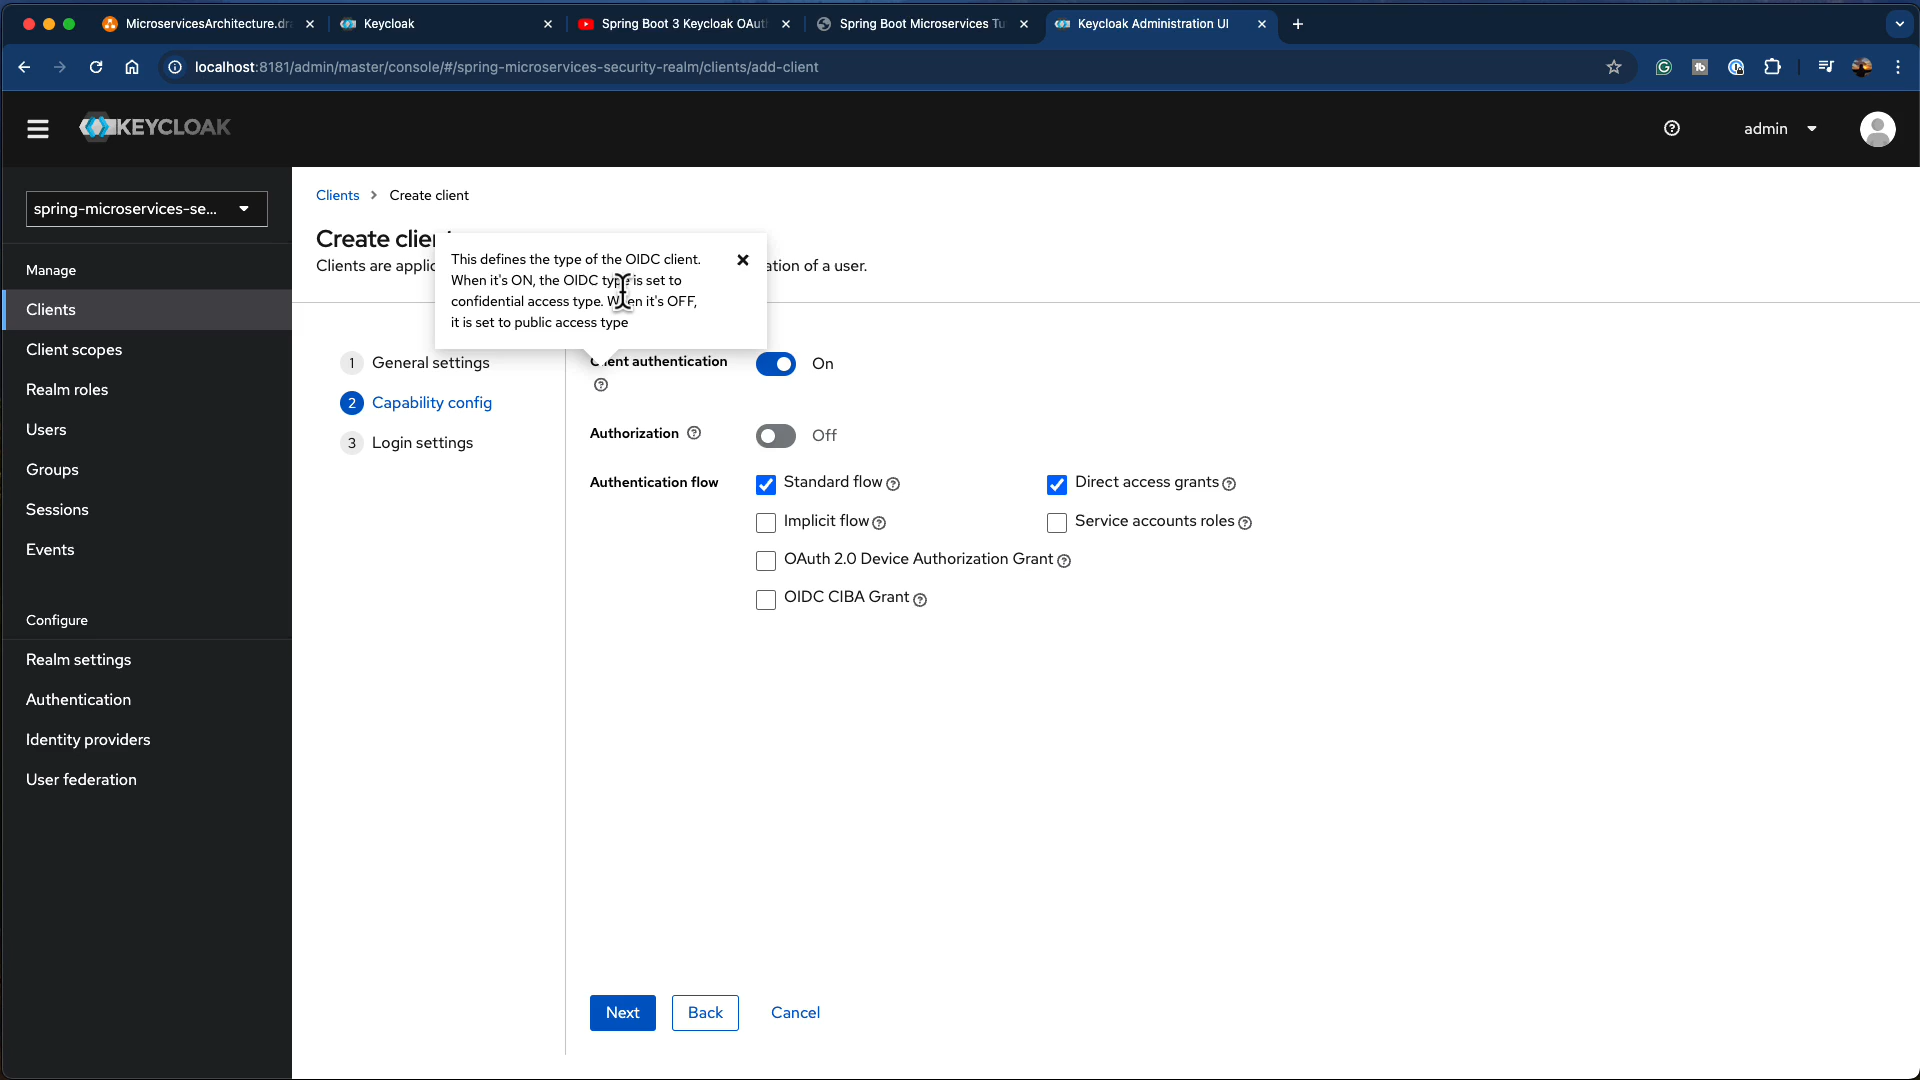 MicroservicesArchitecture.dr
Keycloak
Spring Boot 3 Keycloak OAut
Spring Boot Microservices Tu
Keycloak Administration UI
localhost:8181/admin/master/console/#/spring-microservices-security-realm/clients/add-client
KEYCLOAK
admin
spring-microservices-se...
Manage
Clients
Client scopes
Realm roles
Users
Groups
Sessions
Events
Configure
Realm settings
Authentication
Identity providers
User federation
Clients > Create client
Create clien
Clients are applic
ation of a user.
This defines the type of the OIDC client.
When it's ON, the OIDC type is set to
confidential access type. When it's OFF,
it is set to public access type
1 General settings
2 Capability config
3 Login settings
Client authentication
On
Authorization
Off
Authentication flow
Standard flow
Direct access grants
Implicit flow
Service accounts roles
OAuth 2.0 Device Authorization Grant
OIDC CIBA Grant
Next
Back
Cancel